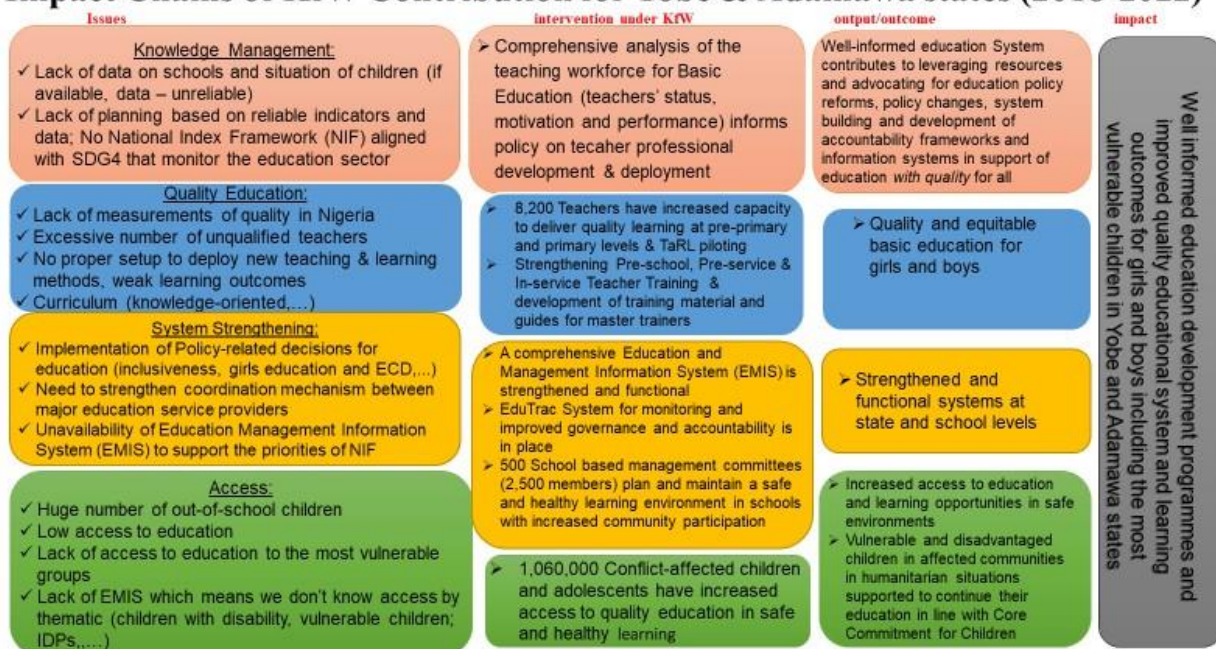 Impact Chains of KfW Contribution for Yobe & Adamawa states
Issues
intervention under KfW
output/outcome
impact
Knowledge Management:
✓ Lack of data on schools and situation of children (if
available, data – unreliable)
✓ Lack of planning based on reliable indicators and
data; No National Index Framework (NIF) aligned
with SDG4 that monitor the education sector
➢ Comprehensive analysis of the
teaching workforce for Basic
Education (teachers' status,
motivation and performance) informs
policy on tecaher professional
development & deployment
Well-informed education System
contributes to leveraging resources
and advocating for education policy
reforms, policy changes, system
building and development of
accountability frameworks and
information systems in support of
education with quality for all
Quality Education:
✓ Lack of measurements of quality in Nigeria
✓ Excessive number of unqualified teachers
✓ No proper setup to deploy new teaching & learning
methods, weak learning outcomes
✓ Curriculum (knowledge-oriented,...)
➢ 8,200 Teachers have increased capacity
to deliver quality learning at pre-primary
and primary levels & TaRL piloting
➢ Strengthening Pre-school, Pre-service &
In-service Teacher Training &
development of training material and
guides for master trainers
➢ Quality and equitable
basic education for
girls and boys
System Strengthening:
✓ Implementation of Policy-related decisions for
education (inclusiveness, girls education and ECD,...)
✓ Need to strengthen coordination mechanism between
major education service providers
✓ Unavailability of Education Management Information
System (EMIS) to support the priorities of NIF
➢ A comprehensive Education and
Management Information System (EMIS) is
strengthened and functional
➢ EduTrac System for monitoring and
improved governance and accountability is
in place
➢ 500 School based management committees
(2,500 members) plan and maintain a safe
and healthy learning environment in schools
with increased community participation
➢ Strengthened and
functional systems at
state and school levels
Access:
✓ Huge number of out-of-school children
✓ Low access to education
✓ Lack of access to education to the most vulnerable
groups
✓ Lack of EMIS which means we don't know access by
thematic (children with disability, vulnerable children;
IDPs,,...)
➢ 1,060,000 Conflict-affected children
and adolescents have increased
access to quality education in safe
and healthy learning
➢ Increased access to education
and learning opportunities in safe
environments
➢ Vulnerable and disadvantaged
children in affected communities
in humanitarian situations
supported to continue their
education in line with Core
Commitment for Children
Well informed education development programmes and
improved quality educational system and learning
outcomes for girls and boys including the most
vulnerable children in Yobe and Adamawa states